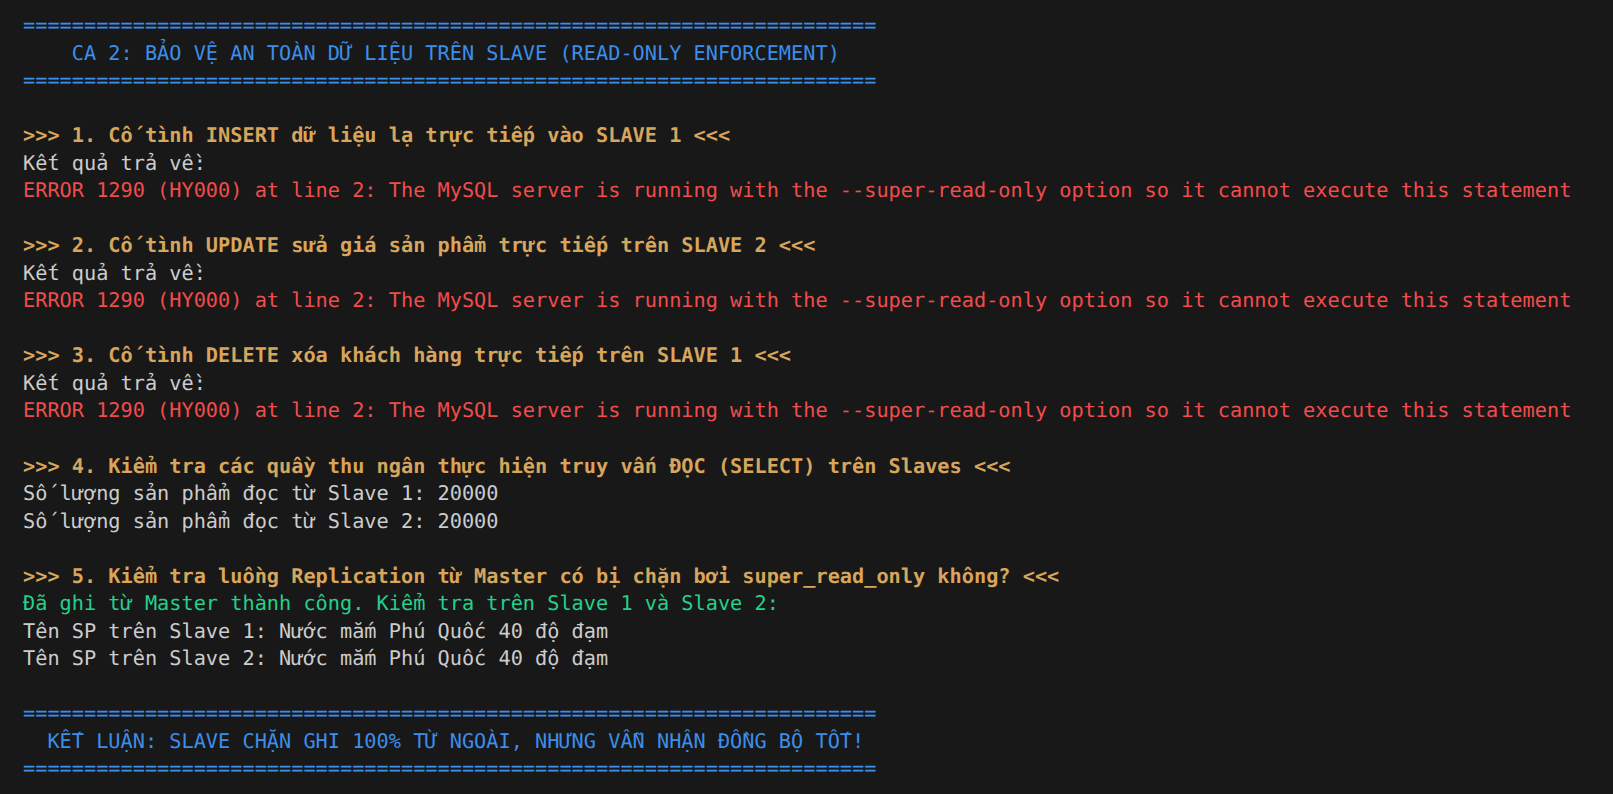 ======================================================================
CA 2: BẢO VỆ AN TOÀN DỮ LIỆU TRÊN SLAVE (READ-ONLY ENFORCEMENT)
======================================================================
>>> 1. Cố tình INSERT dữ liệu lạ trực tiếp vào SLAVE 1 <<<
Kết quả trả về:
ERROR 1290 (HY000) at line 2: The MySQL server is running with the --super-read-only option so it cannot execute this statement
>>> 2. Cố tình UPDATE sửa giá sản phẩm trực tiếp trên SLAVE 2 <<<
Kết quả trả về:
ERROR 1290 (HY000) at line 2: The MySQL server is running with the --super-read-only option so it cannot execute this statement
>>> 3. Cố tình DELETE xóa khách hàng trực tiếp trên SLAVE 1 <<<
Kết quả trả về:
ERROR 1290 (HY000) at line 2: The MySQL server is running with the --super-read-only option so it cannot execute this statement
>>> 4. Kiểm tra các quầy thu ngân thực hiện truy vấn ĐỌC (SELECT) trên Slaves <<<
Số lượng sản phẩm đọc từ Slave 1: 20000
Số lượng sản phẩm đọc từ Slave 2: 20000
>>> 5. Kiểm tra luồng Replication từ Master có bị chặn bởi super_read_only không? <<<
Đã ghi từ Master thành công. Kiểm tra trên Slave 1 và Slave 2:
Tên SP trên Slave 1: Nước mắm Phú Quốc 40 độ đạm
Tên SP trên Slave 2: Nước mắm Phú Quốc 40 độ đạm
======================================================================
KẾT LUẬN: SLAVE CHẶN GHI 100% TỪ NGOÀI, NHƯNG VẪN NHẬN ĐỒNG BỘ TỐT!
======================================================================